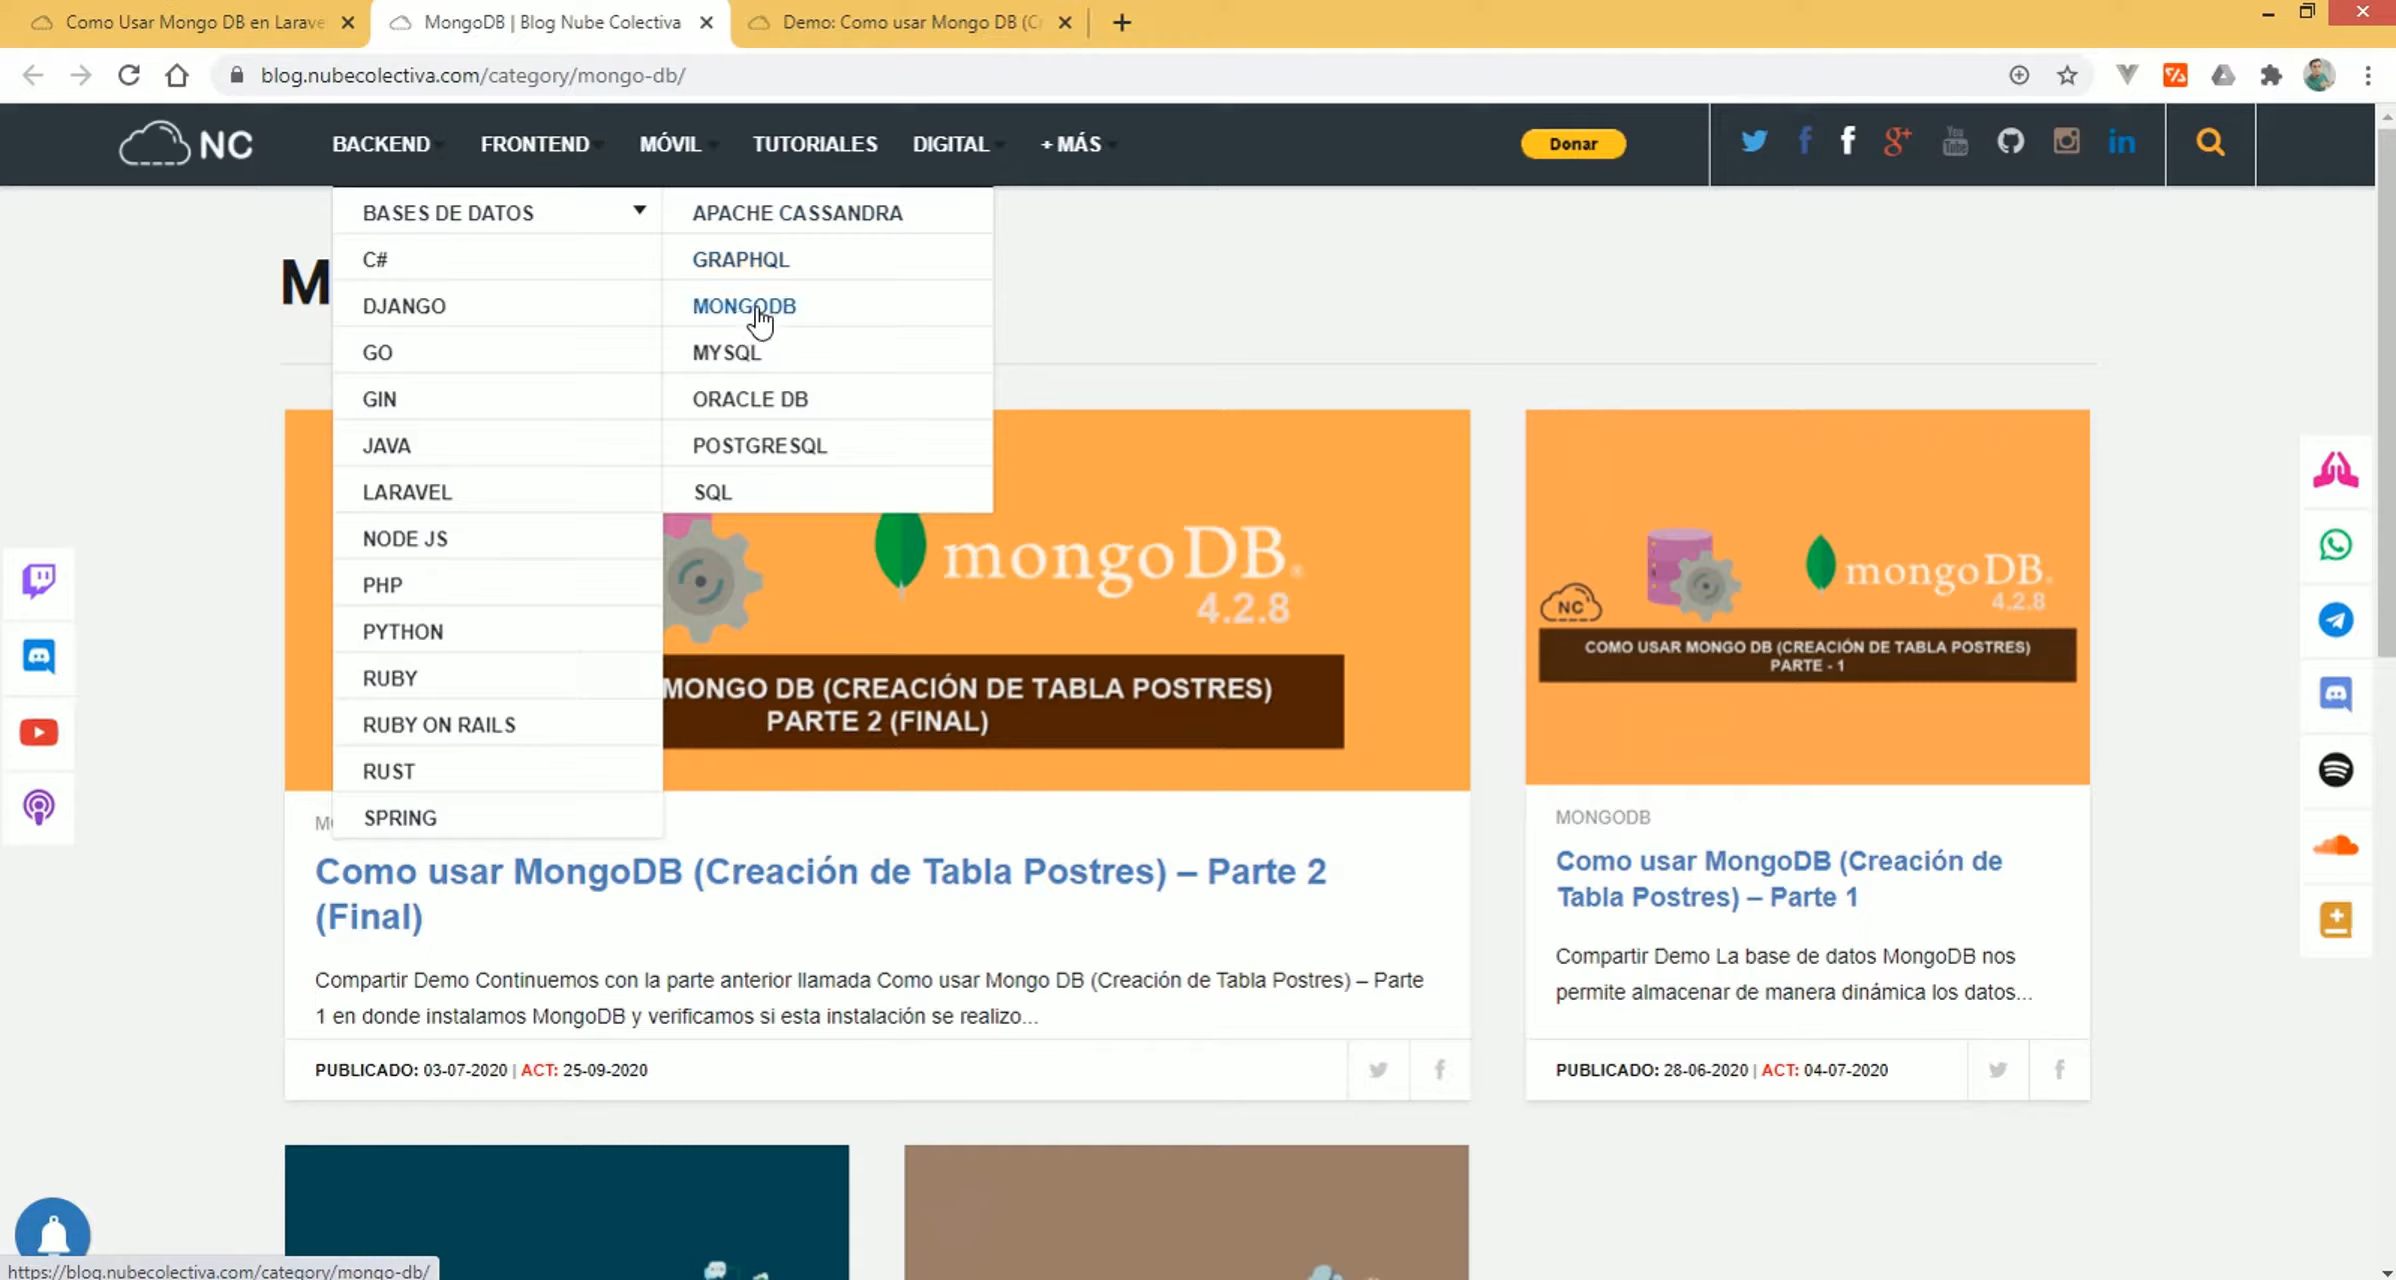 Como Usar Mongo DB en Larave
MongoDB | Blog Nube Colectiva
Demo: Como usar Mongo DB (C
blog.nubecolectiva.com/category/mongo-db/
NC
BACKEND
FRONTEND
MÓVIL
TUTORIALES
DIGITAL
+ MÁS
Donar
You
Tube
BASES DE DATOS
C#
DJANGO
GO
GIN
JAVA
LARAVEL
NODE JS
PHP
PYTHON
RUBY
RUBY ON RAILS
RUST
SPRING
APACHE CASSANDRA
GRAPHQL
MONGODB
MYSQL
ORACLE DB
POSTGRESQL
SQL
M
mongoDB.
4.2.8
MONGO DB (CREACIÓN DE TABLA POSTRES)
PARTE 2 (FINAL)
Como usar MongoDB (Creación de Tabla Postres) – Parte 2
(Final)
Compartir Demo Continuemos con la parte anterior llamada Como usar Mongo DB (Creación de Tabla Postres) – Parte
1 en donde instalamos MongoDB y verificamos si esta instalación se realizo...
PUBLICADO: 03-07-2020 | ACT: 25-09-2020
NC
mongoDB.
4.2.8
COMO USAR MONGO DB (CREACIÓN DE TABLA POSTRES)
PARTE - 1
MONGODB
Como usar MongoDB (Creación de
Tabla Postres) – Parte 1
Compartir Demo La base de datos MongoDB nos
permite almacenar de manera dinámica los datos...
PUBLICADO: 28-06-2020 | ACT: 04-07-2020
https://blog.nubecolectiva.com/category/mongo-db/